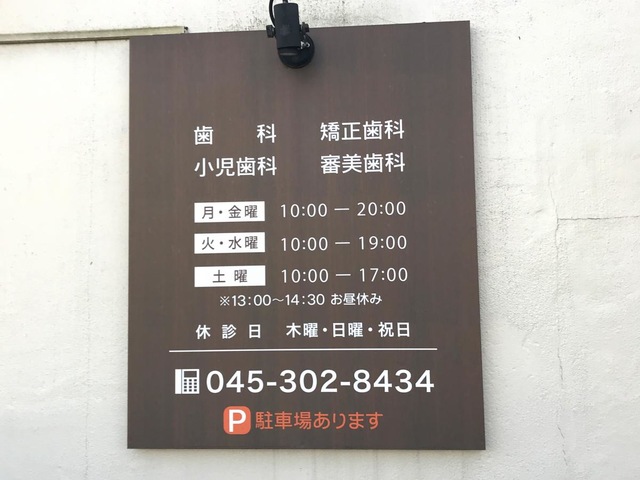 歯 科 矯正歯科
小児歯科 審美歯科
月・金曜 10:00 ― 20:00
火・水曜 10:00 ― 19:00
土 曜 10:00 ― 17:00
※13:00〜14:30 お昼休み
休 診 日 木曜・日曜・祝日
045-302-8434
P 駐車場あります